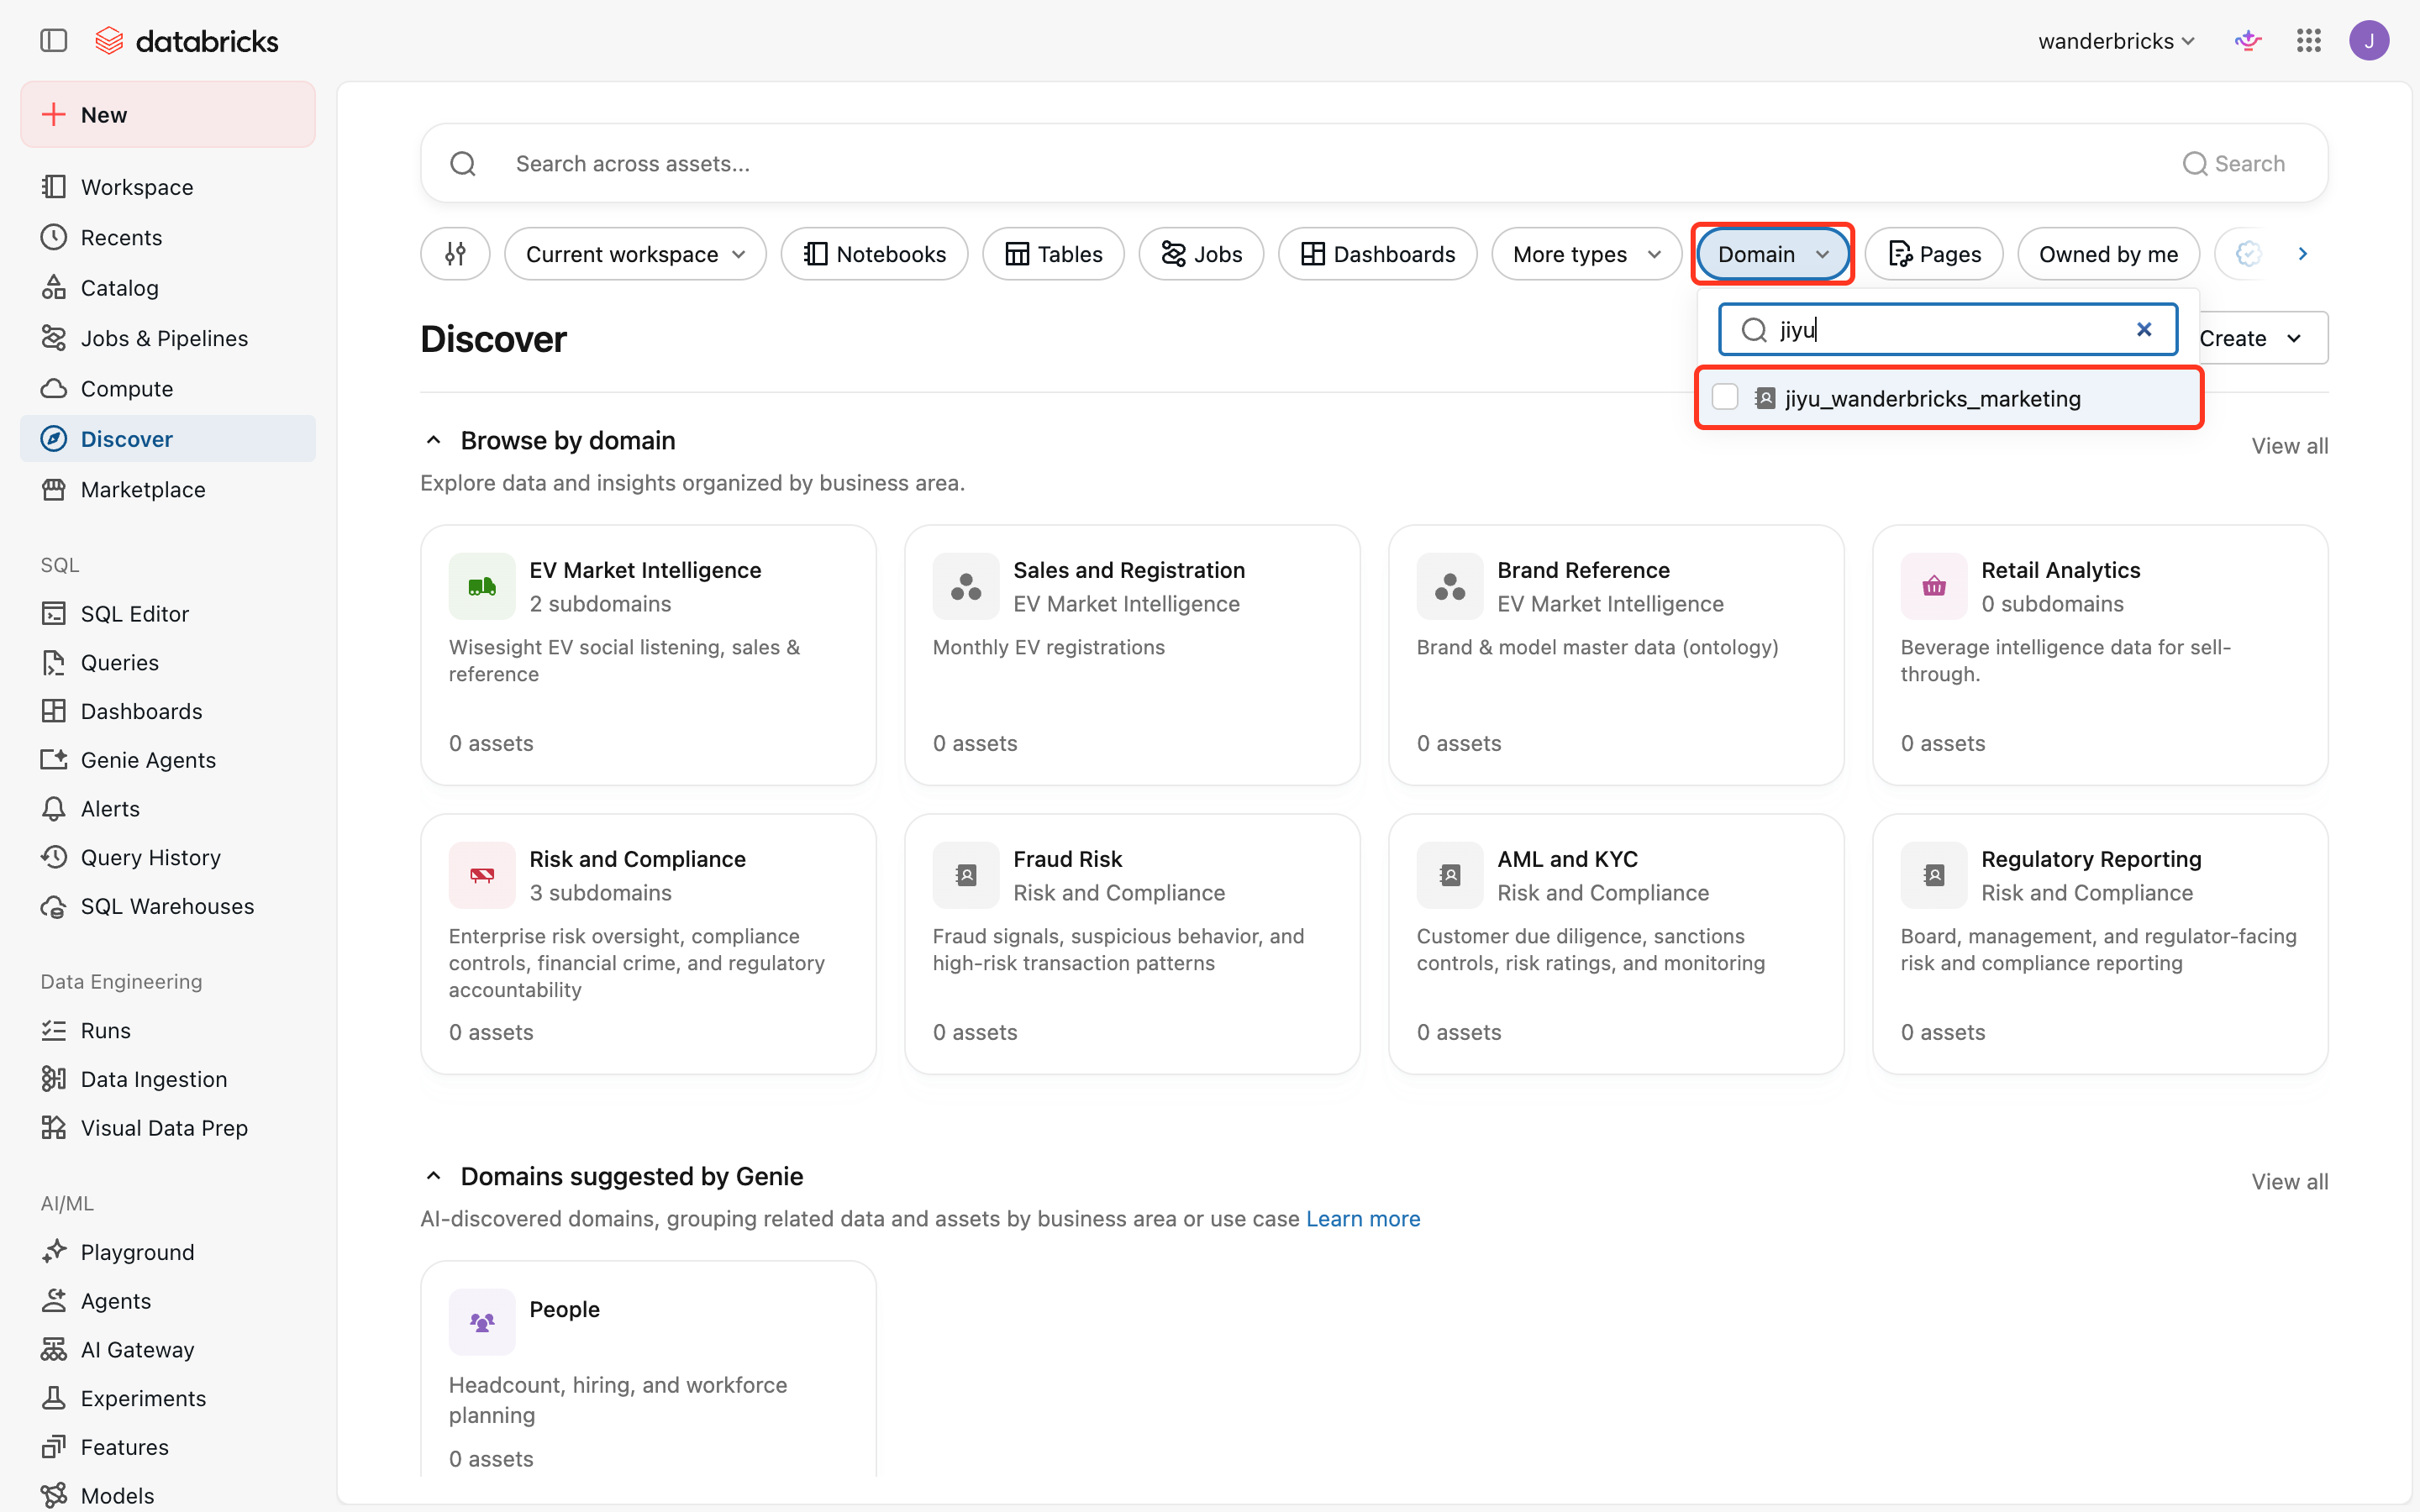 databricks
wanderbricks
J
New
Workspace
Recents
Catalog
Jobs & Pipelines
Compute
Discover
Marketplace
SQL
SQL Editor
Queries
Dashboards
Genie Agents
Alerts
Query History
SQL Warehouses
Data Engineering
Runs
Data Ingestion
Visual Data Prep
AI/ML
Playground
Agents
AI Gateway
Experiments
Features
Models
Search across assets...
Search
Current workspace
Notebooks
Tables
Jobs
Dashboards
More types
Domain
Pages
Owned by me
jiyu
jiyu_wanderbricks_marketing
Discover
Create
Browse by domain
View all
Explore data and insights organized by business area.
EV Market Intelligence
2 subdomains
Wisesight EV social listening, sales &
reference
0 assets
Sales and Registration
EV Market Intelligence
Monthly EV registrations
0 assets
Brand Reference
EV Market Intelligence
Brand & model master data (ontology)
0 assets
Retail Analytics
0 subdomains
Beverage intelligence data for sell-
through.
0 assets
Risk and Compliance
3 subdomains
Enterprise risk oversight, compliance
controls, financial crime, and regulatory
accountability
0 assets
Fraud Risk
Risk and Compliance
Fraud signals, suspicious behavior, and
high-risk transaction patterns
0 assets
AML and KYC
Risk and Compliance
Customer due diligence, sanctions
controls, risk ratings, and monitoring
0 assets
Regulatory Reporting
Risk and Compliance
Board, management, and regulator-facing
risk and compliance reporting
0 assets
Domains suggested by Genie
View all
AI-discovered domains, grouping related data and assets by business area or use case Learn more
People
Headcount, hiring, and workforce
planning
0 assets